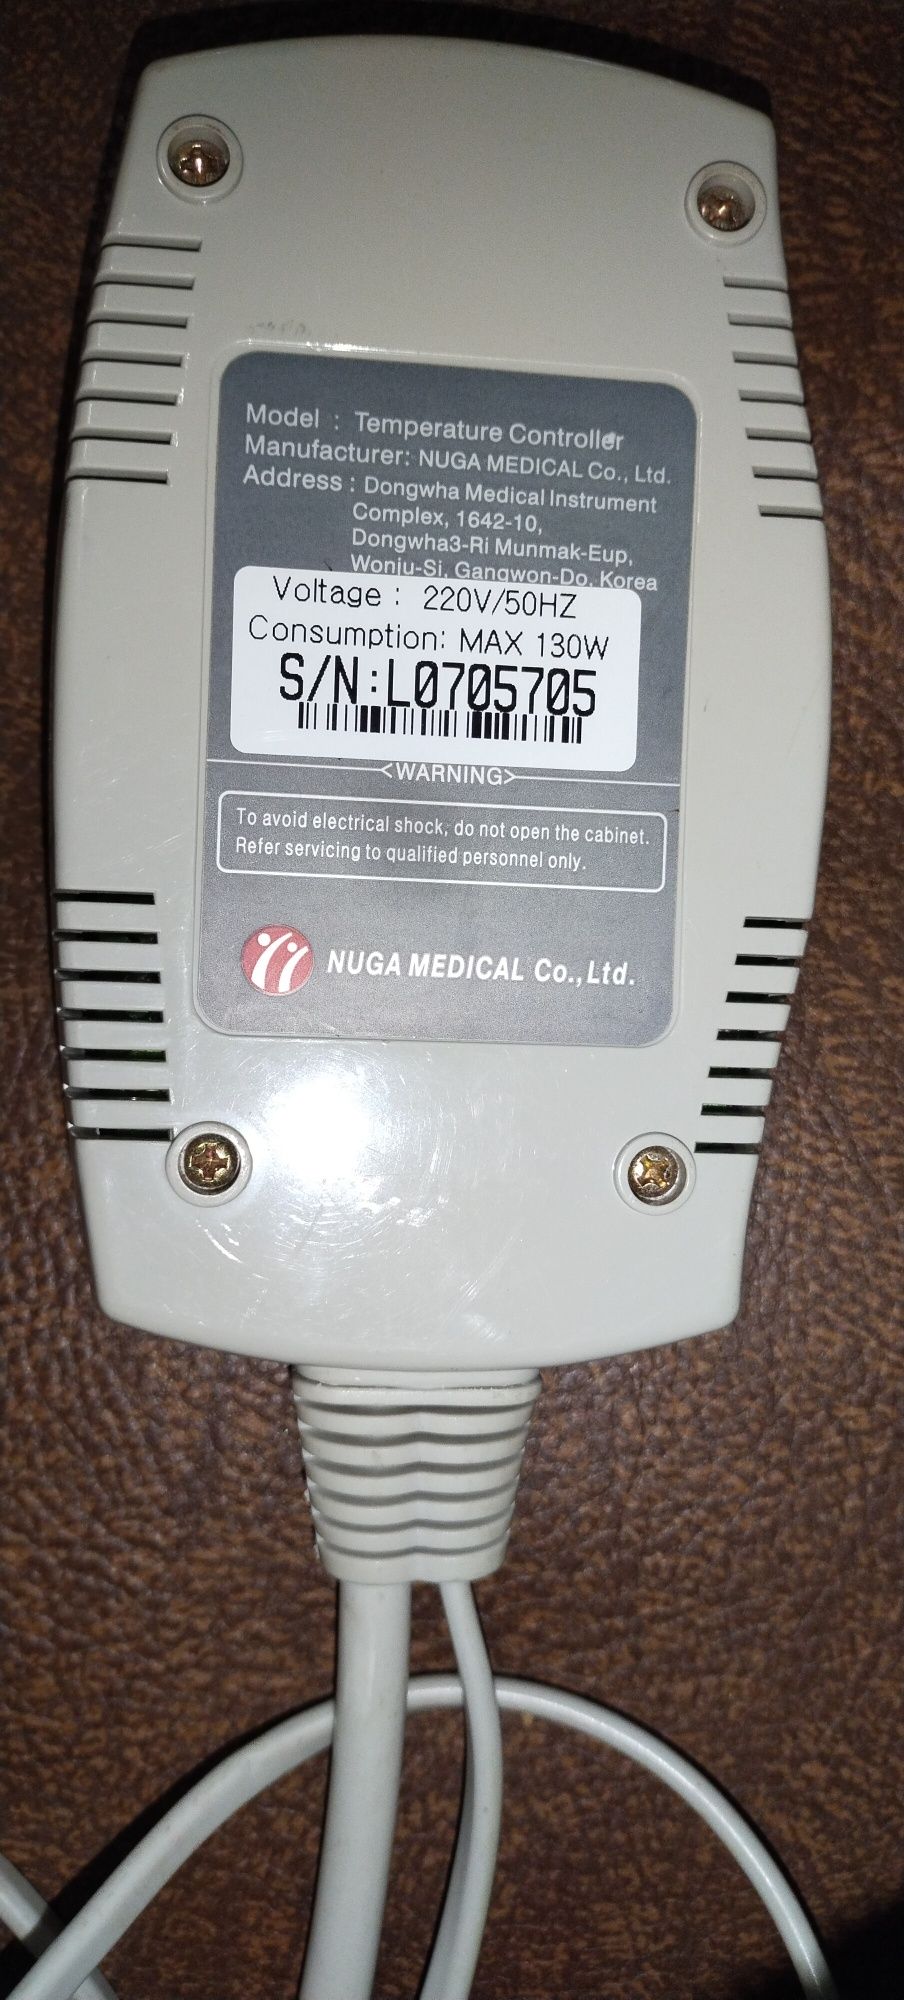 Model : Temperature Controller
Manufacturer: NUGA MEDICAL Co., Ltd.
Address : Dongwha Medical Instrument
Complex, 1642-10,
Dongwha3-Ri Munmak-Eup,
Wonju-Si, Gangwon-Do, Korea
Voltage : 220V/50HZ
Consumption: MAX 130W
S/N:L0705705
<WARNING>
To avoid electrical shock, do not open the cabinet.
Refer servicing to qualified personnel only.
NUGA MEDICAL Co.,Ltd.